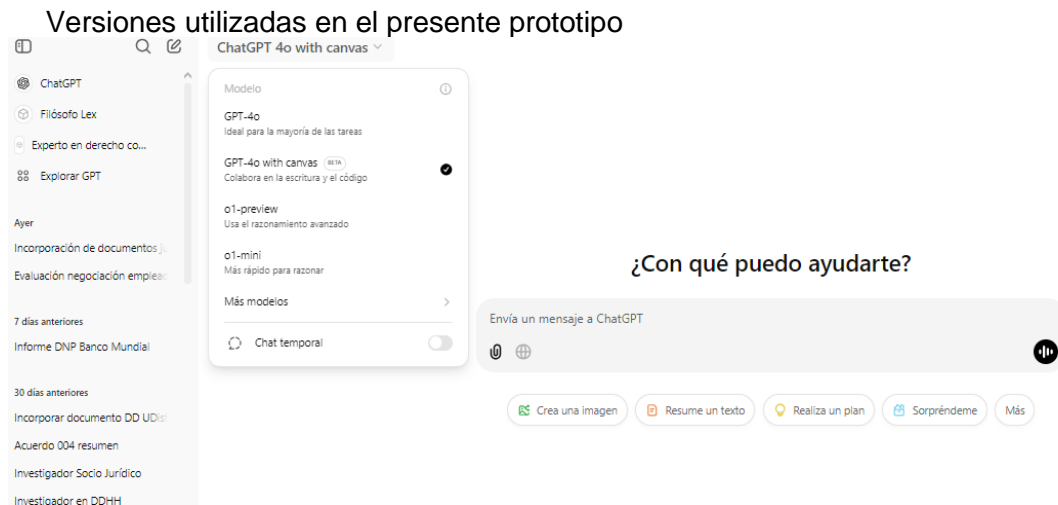 Versiones utilizadas en el presente prototipo
ChatGPT 4o with canvas
ChatGPT
Filósofo Lex
Experto en derecho co...
Explorar GPT
Ayer
Incorporación de documentos
Evaluación negociación
7 días anteriores
Informe DNP Banco Mundial
30 días anteriores
Incorporar documento DD
Acuerdo 004 resumen
Investigador Socio Jurídico
Investigador en DDHH
Modelo
GPT-4o
Ideal para la mayoría de las tareas
GPT-4o with canvas BETA
Colabora en la escritura y el código
o1-preview
Usa el razonamiento avanzado
o1-mini
Más rápido para razonar
Más modelos
Chat temporal
¿Con qué puedo ayudarte?
Envía un mensaje a ChatGPT
Crea una imagen
Resume un texto
Realiza un plan
Sorpréndeme
Más